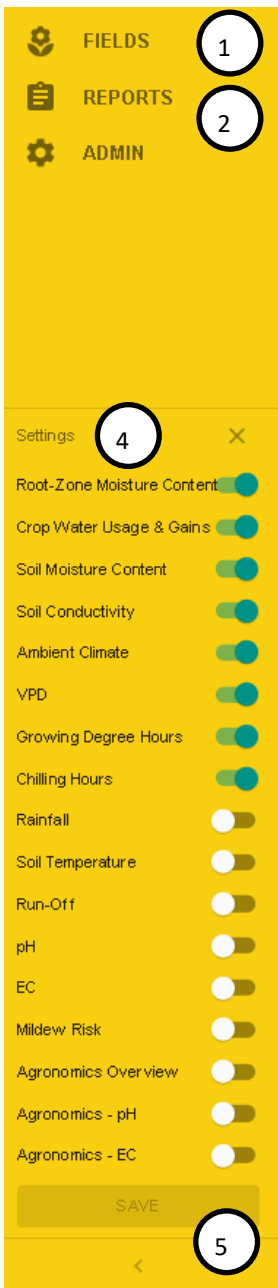 FIELDS
1
REPORTS
2
ADMIN
Settings
4
Root-Zone Moisture Content
Crop Water Usage & Gains
Soil Moisture Content
Soil Conductivity
Ambient Climate
VPD
Growing Degree Hours
Chilling Hours
Rainfall
Soil Temperature
Run-Off
pH
EC
Mildew Risk
Agronomics Overview
Agronomics - pH
Agronomics - EC
SAVE
5